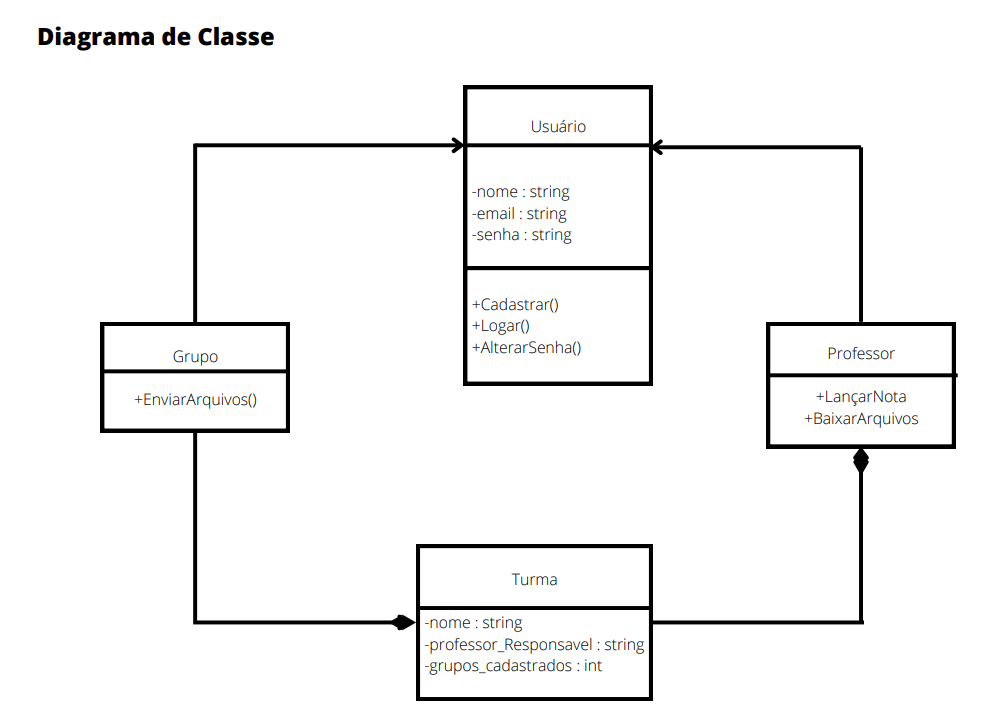 Diagrama de Classe
Usuário
-nome : string
-email : string
-senha : string
+Cadastrar()
+Logar()
+AlterarSenha()
Grupo
+EnviarArquivos()
Professor
+LançarNota
+BaixarArquivos
Turma
-nome : string
-professor_Responsavel : string
-grupos_cadastrados : int